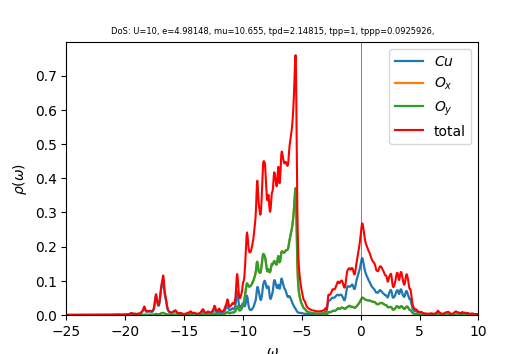 DoS: U=10, e=4.98148, mu=10.655, tpd=2.14815, tpp=1, tppp=0.0925926,
ρ(ω)
0.7
0.6
0.5
0.4
0.3
0.2
0.1
0.0
Cu
Oₓ
O_y
total
−25
−20
−15
−10
−5
0
5
10
ω